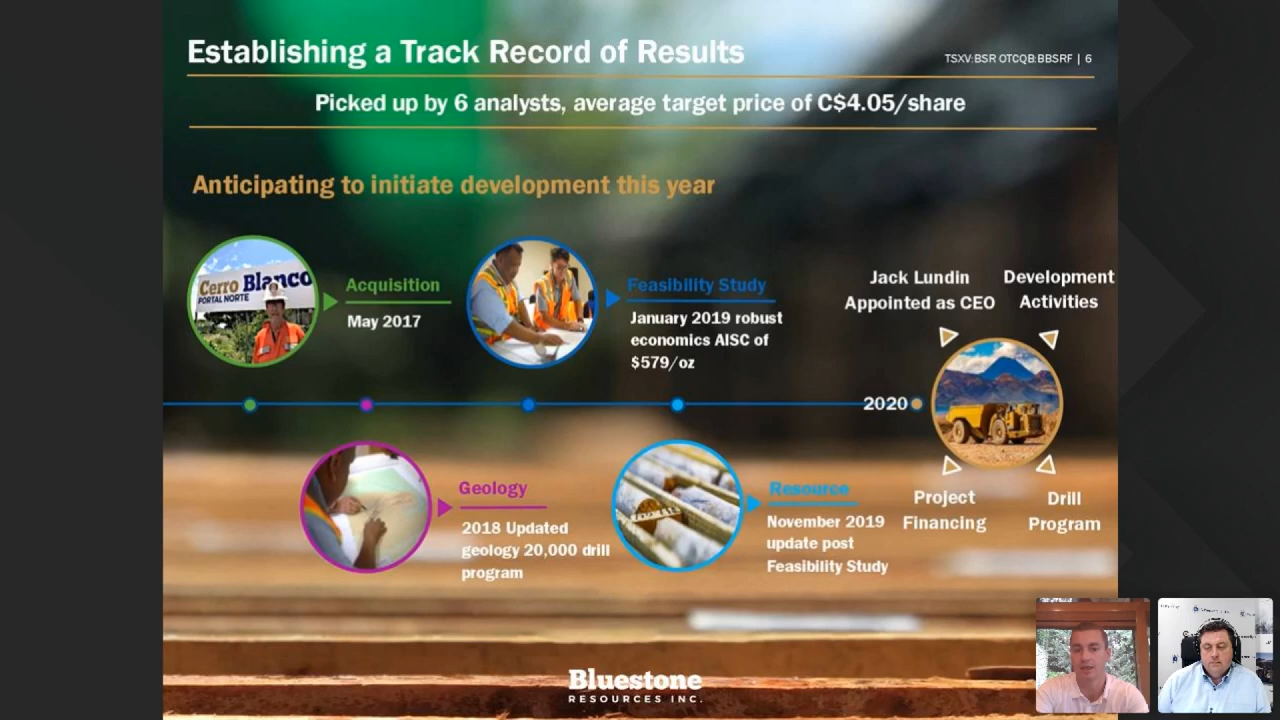 Establishing a Track Record of Results
TSXV:BSR OTCQB:BBSRF | 6
Picked up by 6 analysts, average target price of C$4.05/share
Anticipating to initiate development this year
Cerro Blanco
PORTAL NORTE
Acquisition
May 2017
Feasibility Study
January 2019 robust
economics AISC of
$579/oz
Jack Lundin
Appointed as CEO
Development
Activities
2020
Geology
2018 Updated
geology 20,000 drill
program
Resource
November 2019
update post
Feasibility Study
Project
Financing
Drill
Program
Bluestone
RESOURCES INC.